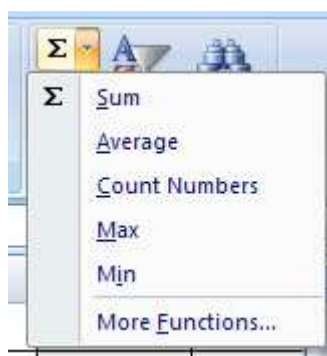 Σ
Σ Sum
Average
Count Numbers
Max
Min
More Functions...